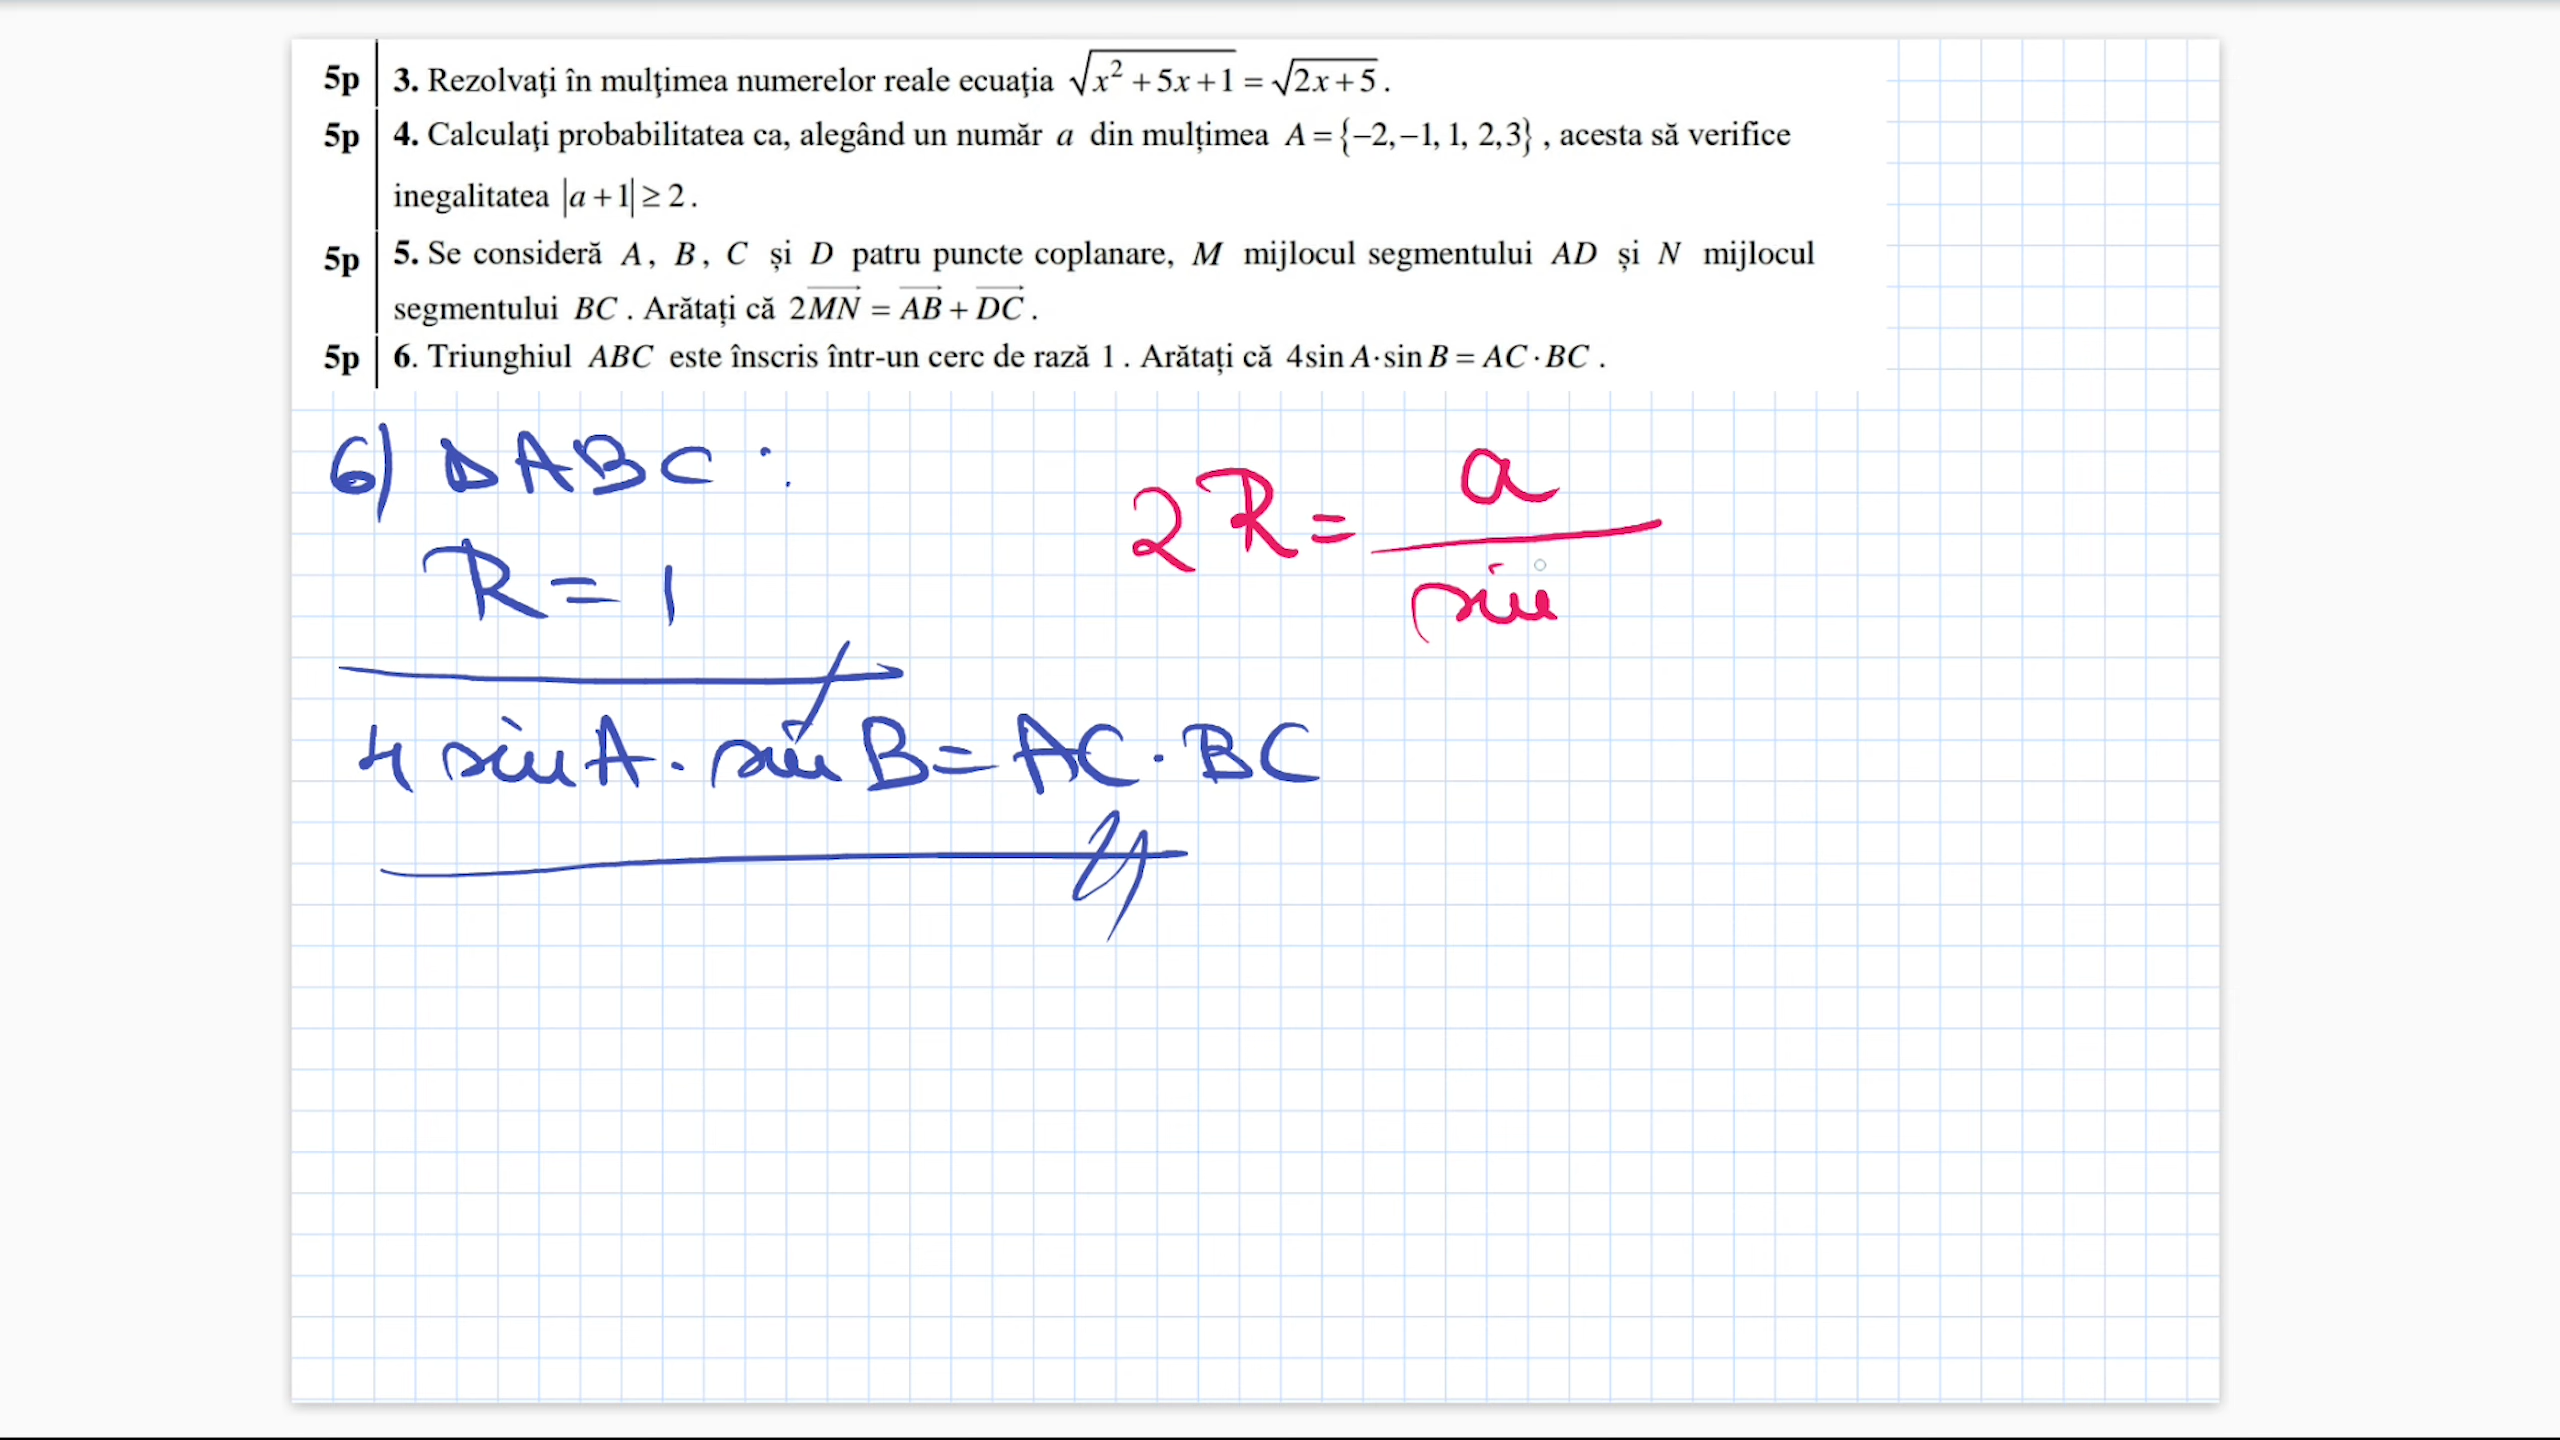 5p 3. Rezolvați în mulțimea numerelor reale ecuația √(x² + 5x + 1) = √(2x + 5) .
5p 4. Calculați probabilitatea ca, alegând un număr a din mulțimea A = {−2, −1, 1, 2, 3} , acesta să verifice
inegalitatea |a + 1| ≥ 2 .
5p 5. Se consideră A , B , C și D patru puncte coplanare, M mijlocul segmentului AD și N mijlocul
segmentului BC . Arătați că 2MN⃗ = AB⃗ + DC⃗ .
5p 6. Triunghiul ABC este înscris într-un cerc de rază 1 . Arătați că 4sin A · sin B = AC · BC .
6) ΔABC :
R = 1
2R = a / sin
4 sin A · sin B = AC · BC